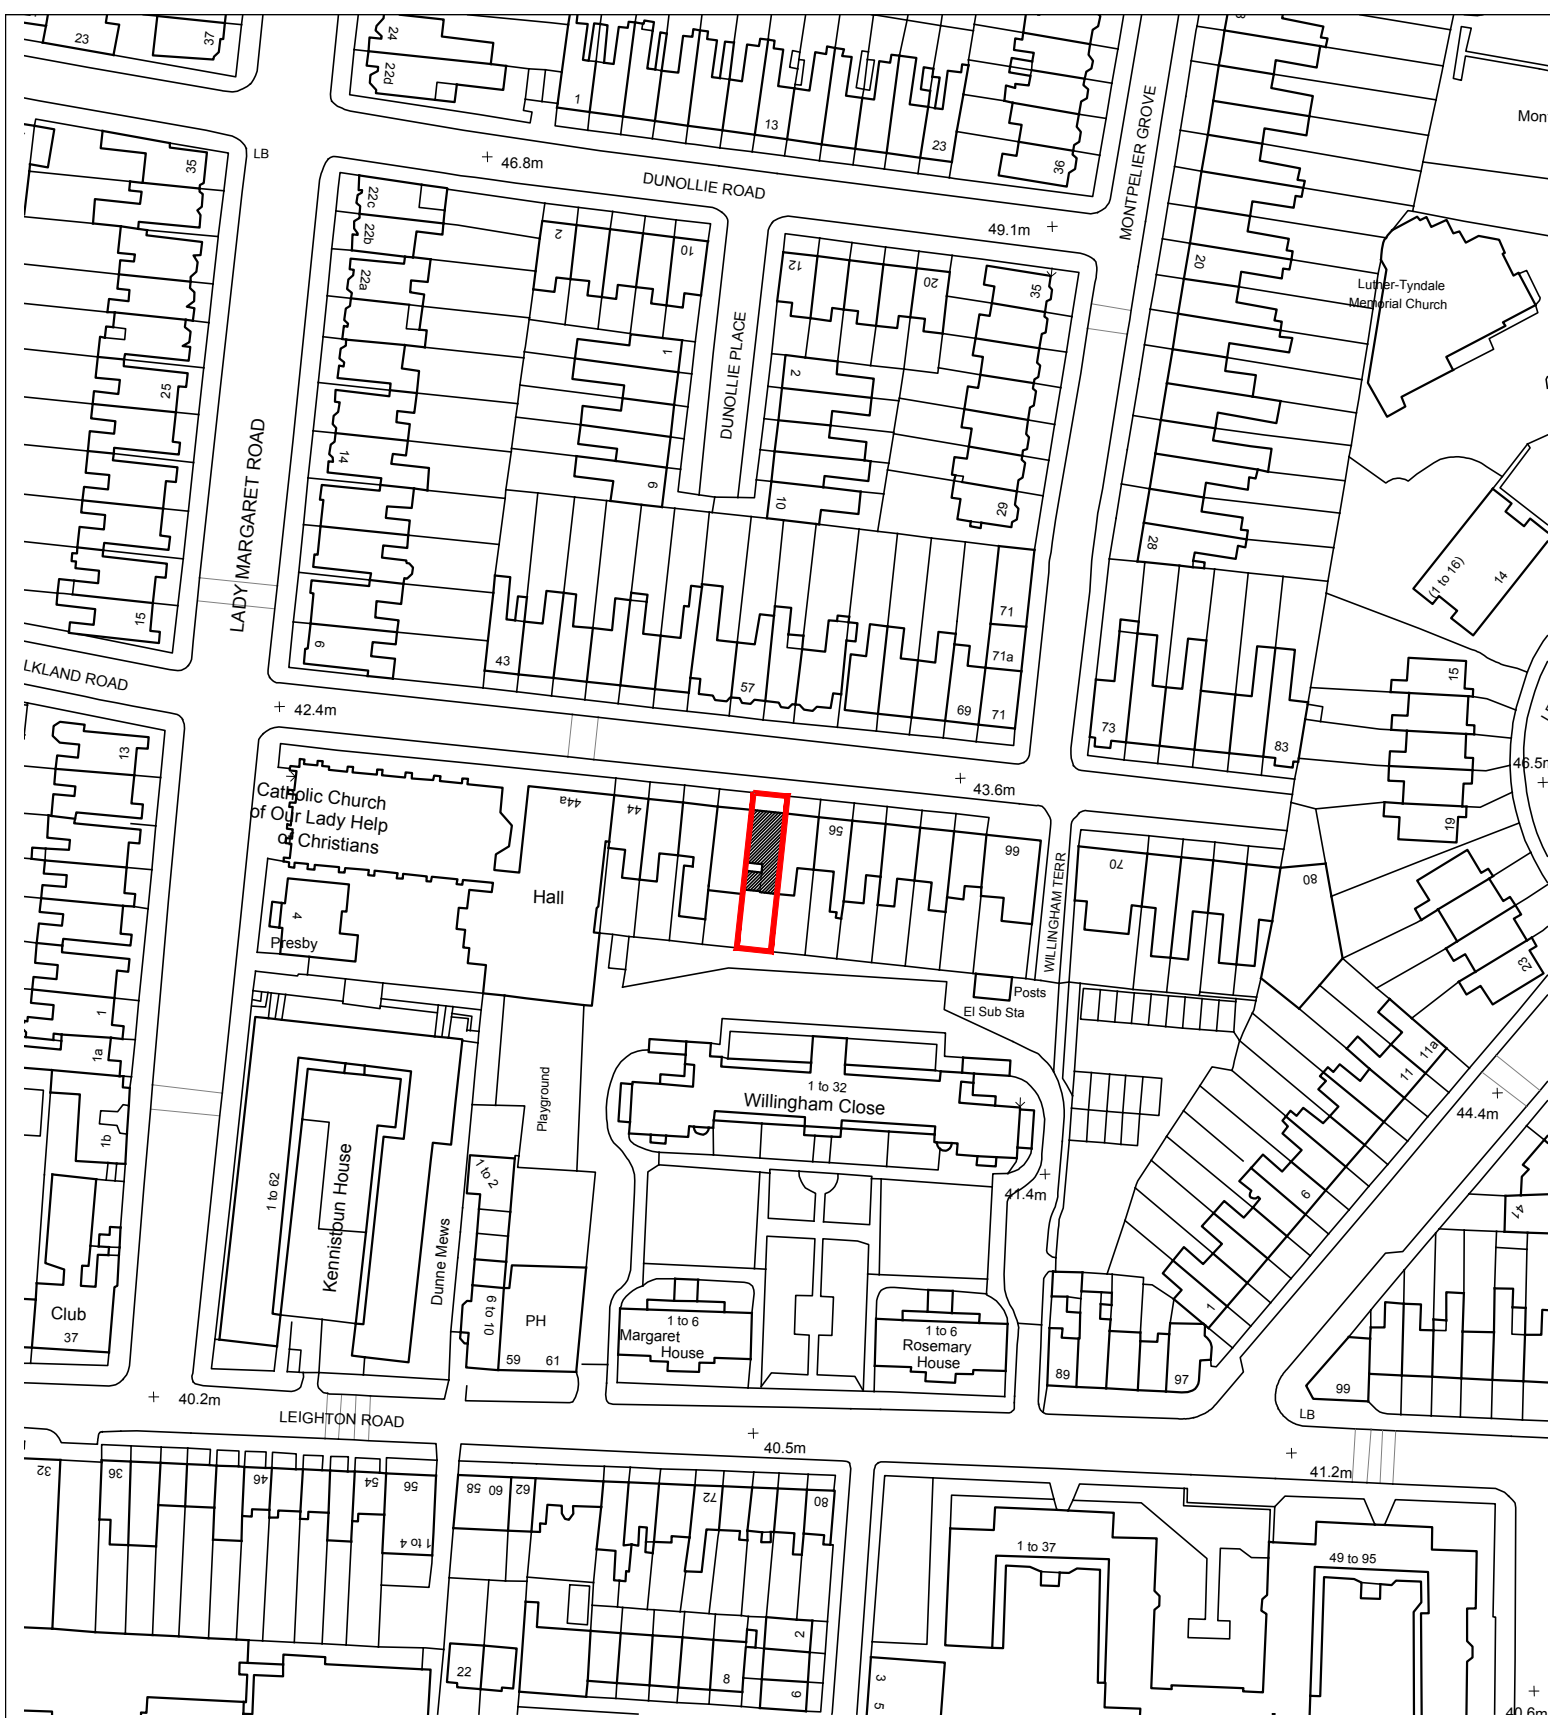 23
37
24
22d
1
13
23
36
MONTPELIER GROVE
Mon
35
LB
46.8m
DUNOLLIE ROAD
49.1m
22c
22b
22a
2
10
12
20
35
20
Luther-Tyndale
Memorial Church
DUNOLLIE PLACE
1
2
25
14
LADY MARGARET ROAD
6
10
29
28
(1 to 16)
14
15
9
43
57
71
71a
69
71
73
83
15
LKLAND ROAD
42.4m
43.6m
46.5m
13
Catholic Church
of Our Lady Help
of Christians
44a
44
56
66
WILLINGHAM TERR
70
80
19
Hall
4
Presby
23
Posts
El Sub Sta
1
1a
1b
Playground
1 to 32
Willingham Close
11a
11
44.4m
1 to 62
Kennistoun House
Dunne Mews
1 to 2
41.4m
6
41
1
Club
37
6 to 10
PH
59
61
1 to 6
Margaret
House
1 to 6
Rosemary
House
89
97
99
LB
40.2m
LEIGHTON ROAD
40.5m
41.2m
32
36
46
54
56
1 to 4
58
60
62
72
80
1 to 37
49 to 95
22
8
2
6
3
5
40.6m